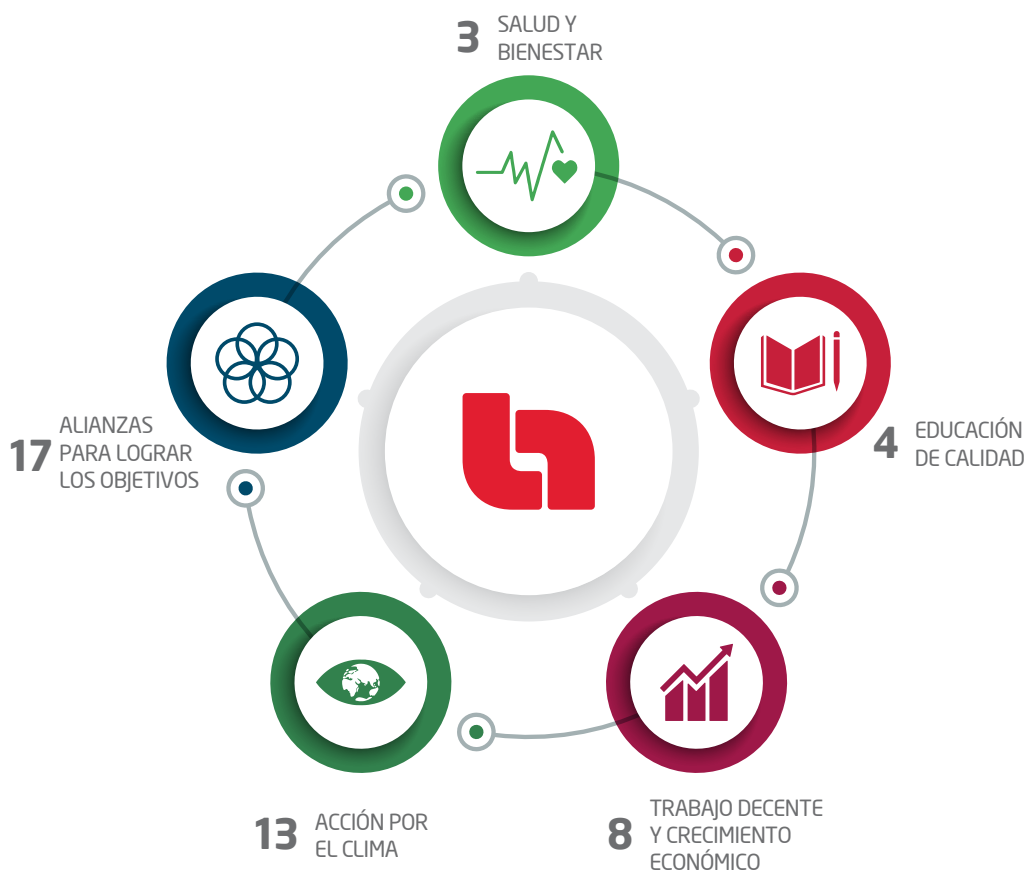 3
SALUD Y
BIENESTAR
4
EDUCACIÓN
DE CALIDAD
8
TRABAJO DECENTE
Y CRECIMIENTO
ECONÓMICO
13
ACCIÓN POR
EL CLIMA
17
ALIANZAS
PARA LOGRAR
LOS OBJETIVOS